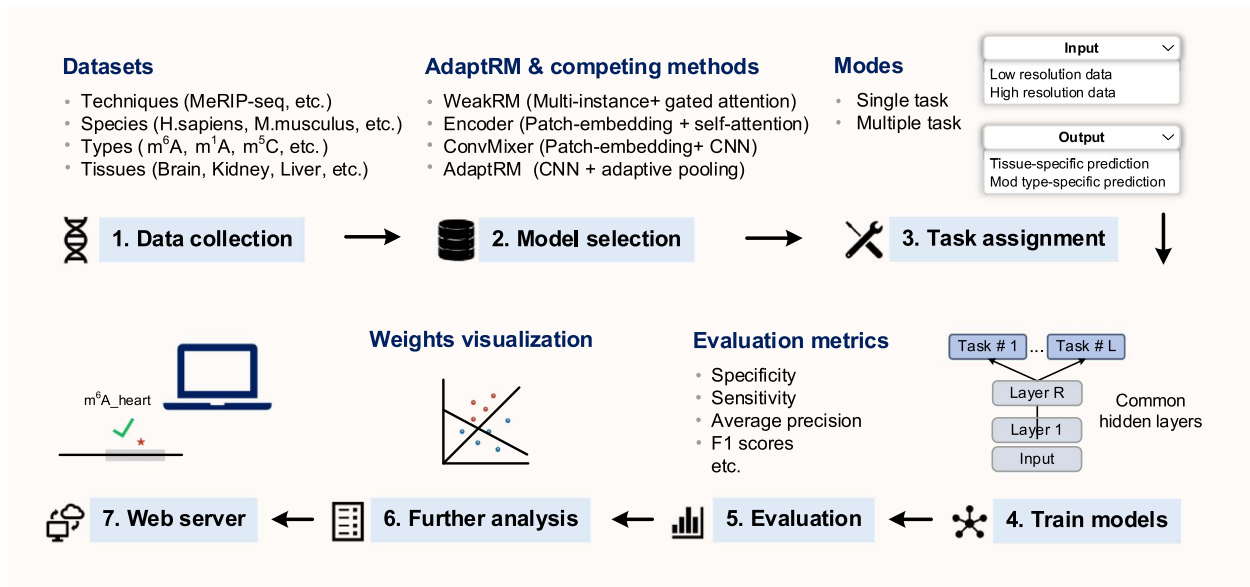 Datasets
Techniques (MeRIP-seq, etc.)
Species (H.sapiens, M.musculus, etc.)
Types ( m⁶A, m¹A, m⁵C, etc.)
Tissues (Brain, Kidney, Liver, etc.)
AdaptRM & competing methods
WeakRM (Multi-instance+ gated attention)
Encoder (Patch-embedding + self-attention)
ConvMixer (Patch-embedding+ CNN)
AdaptRM (CNN + adaptive pooling)
Modes
Single task
Multiple task
Input
Low resolution data
High resolution data
Output
Tissue-specific prediction
Mod type-specific prediction
1. Data collection
2. Model selection
3. Task assignment
Task # 1 ... Task # L
Layer R
Layer 1
Input
Common
hidden layers
4. Train models
Evaluation metrics
Specificity
Sensitivity
Average precision
F1 scores
etc.
5. Evaluation
Weights visualization
6. Further analysis
m⁶A_heart
7. Web server